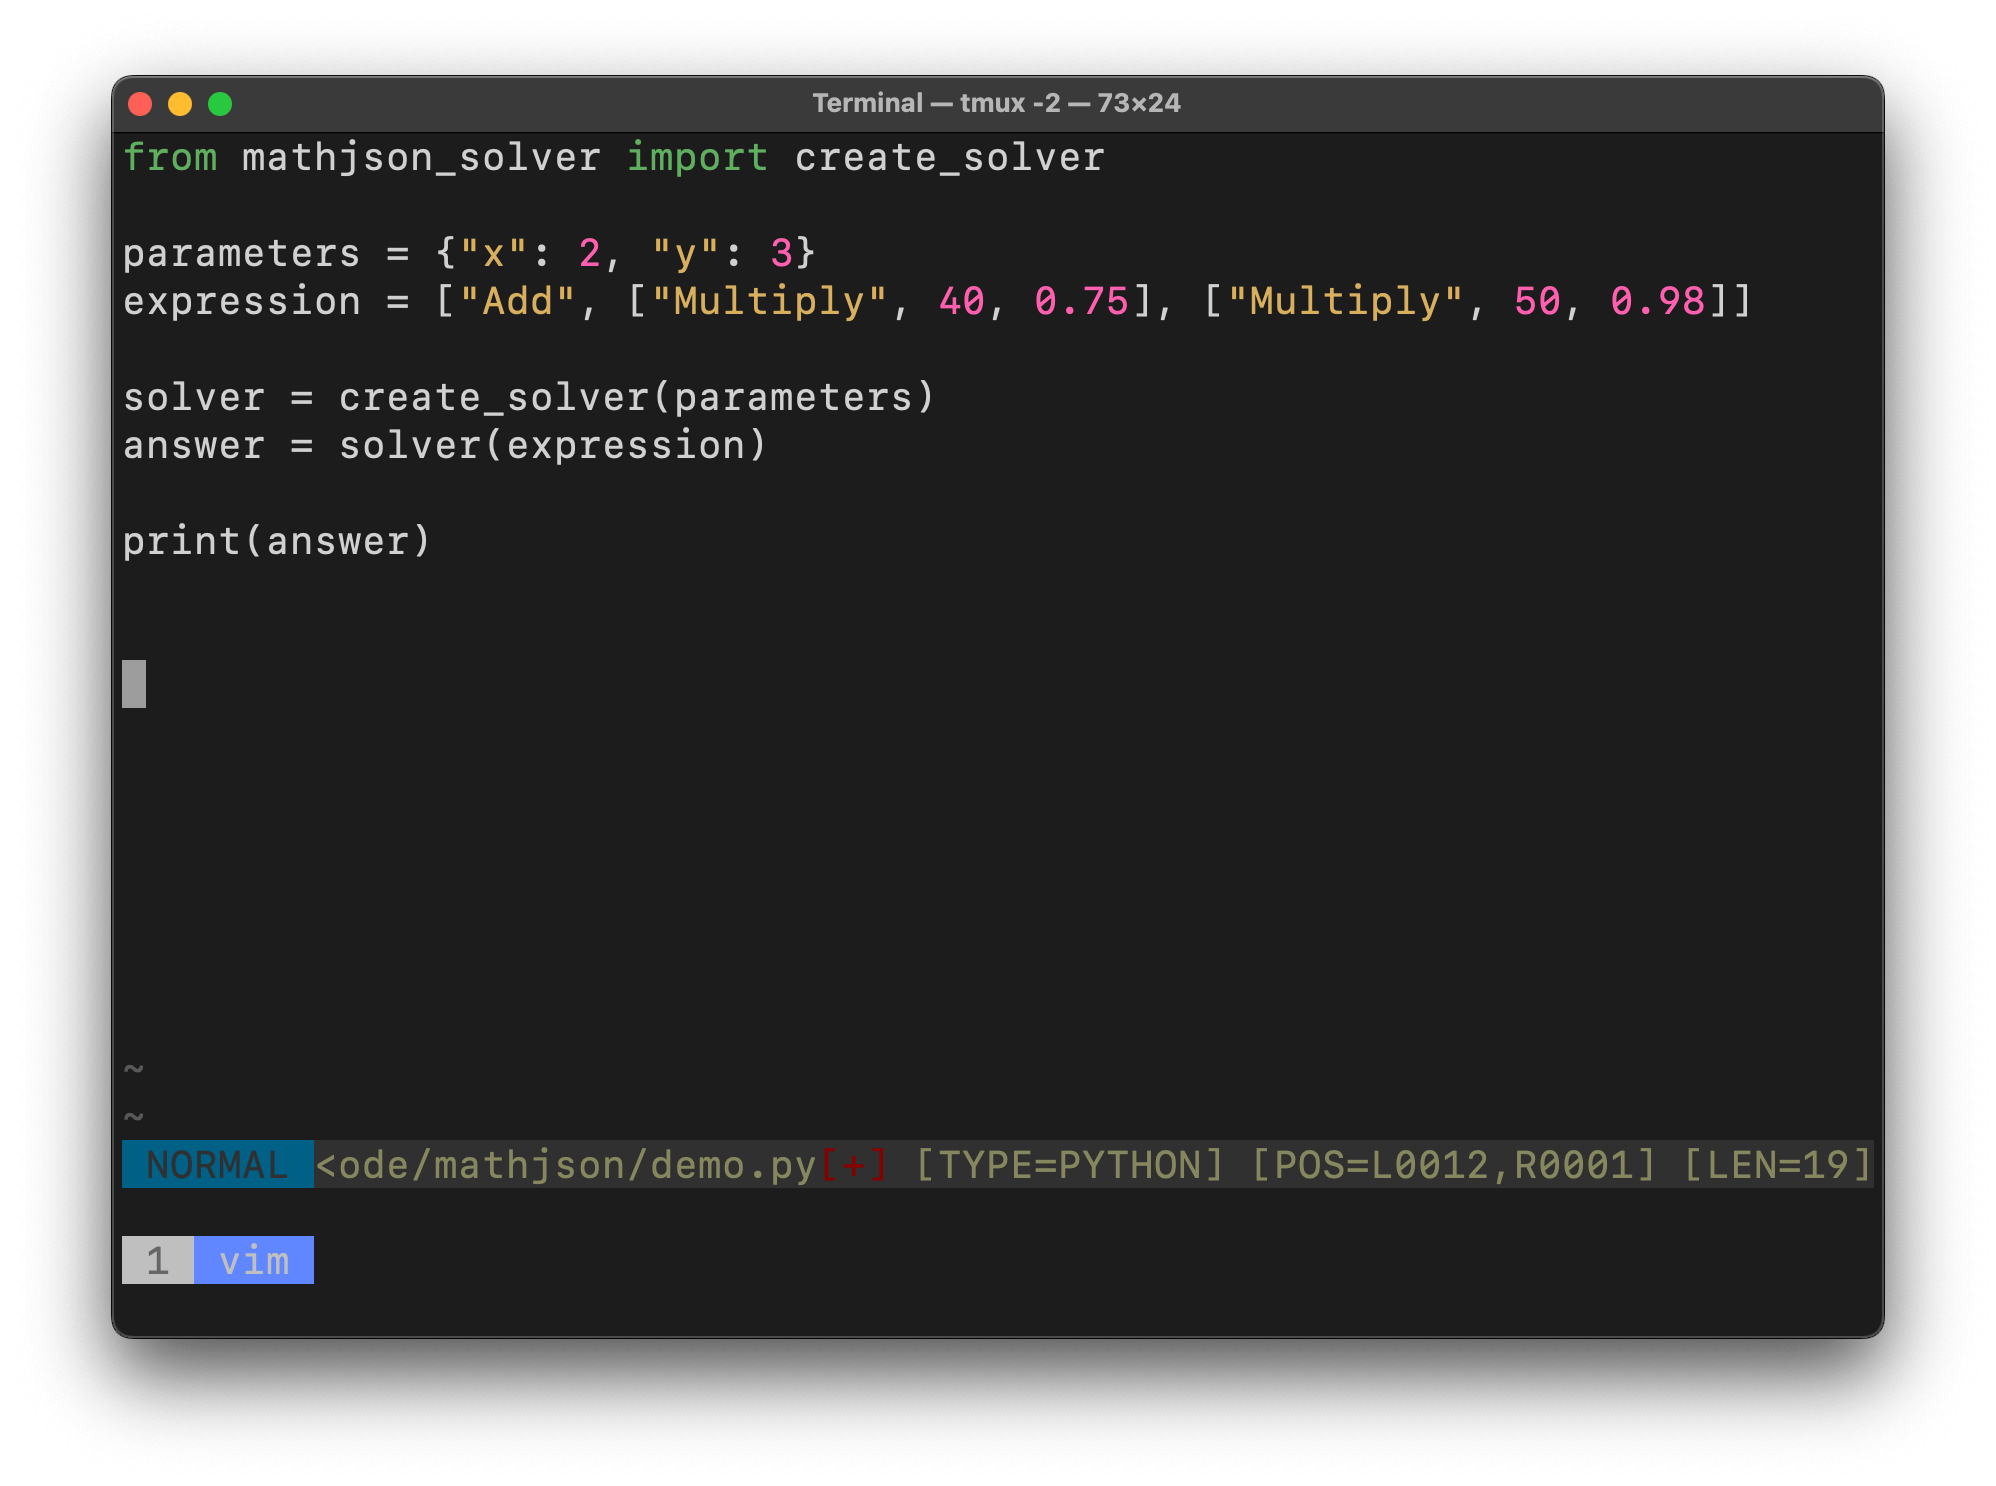 Terminal — tmux -2 — 73×24
from mathjson_solver import create_solver
parameters = {"x": 2, "y": 3}
expression = ["Add", ["Multiply", 40, 0.75], ["Multiply", 50, 0.98]]
solver = create_solver(parameters)
answer = solver(expression)
print(answer)
~
~
NORMAL <ode/mathjson/demo.py[+] [TYPE=PYTHON] [POS=L0012,R0001] [LEN=19]
1 vim